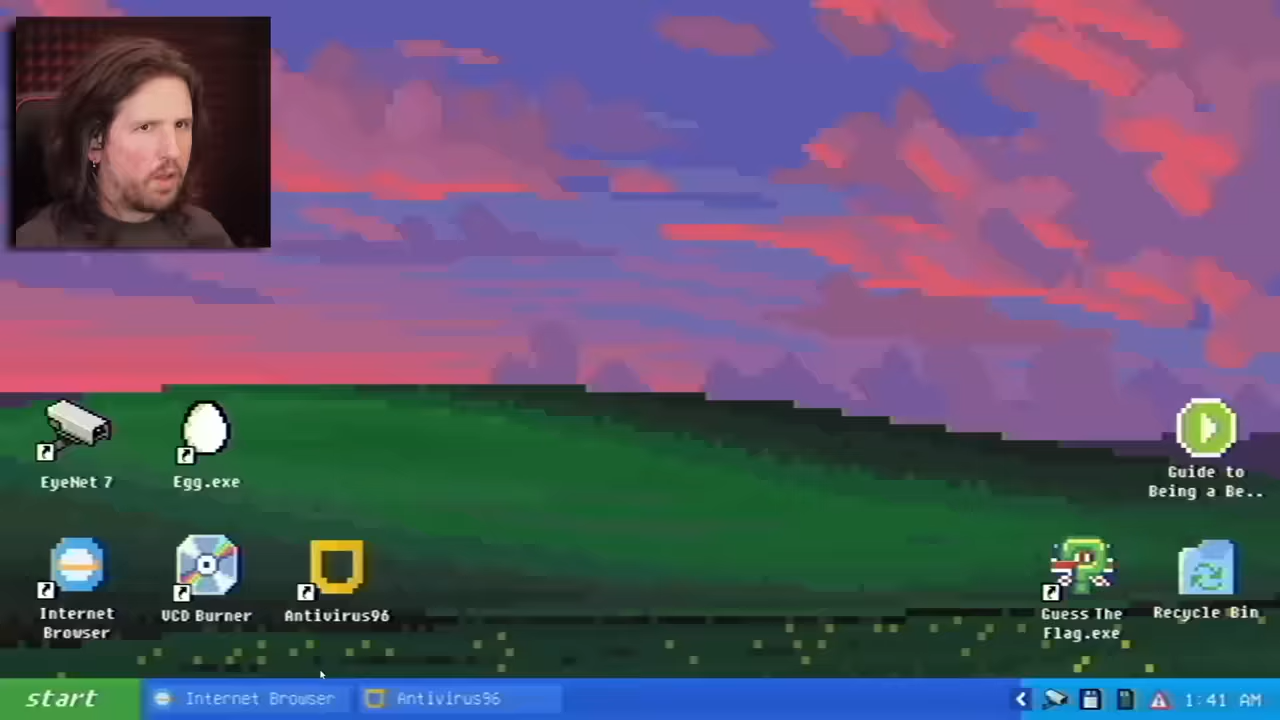 EyeNet 7
Egg.exe
Guide to
Being a Be..
Internet
Browser
VCD Burner
Antivirus96
Guess The
Flag.exe
Recycle Bin
start
Internet Browser
Antivirus96
1:41 AM